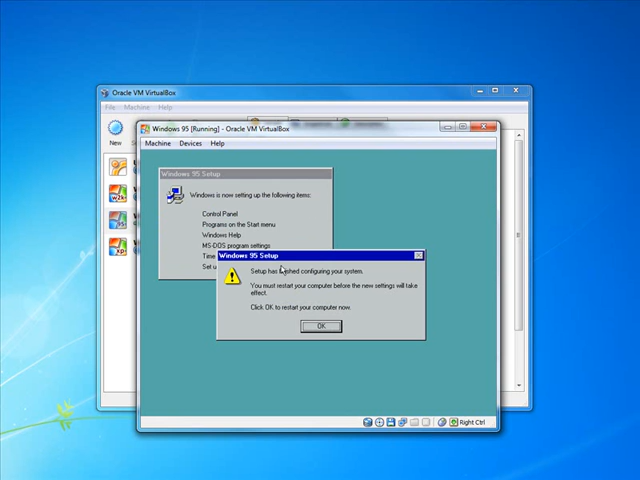 Oracle VM VirtualBox
File Machine Help
New
Windows 95 [Running] - Oracle VM VirtualBox
Machine Devices Help
Windows 95 Setup
Windows is now setting up the following items:
Control Panel
Programs on the Start menu
Windows Help
MS-DOS program settings
Time
Set u
Windows 95 Setup
Setup has finished configuring your system.
You must restart your computer before the new settings will take
effect.
Click OK to restart your computer now.
OK
w2k
95
xp
Right Ctrl